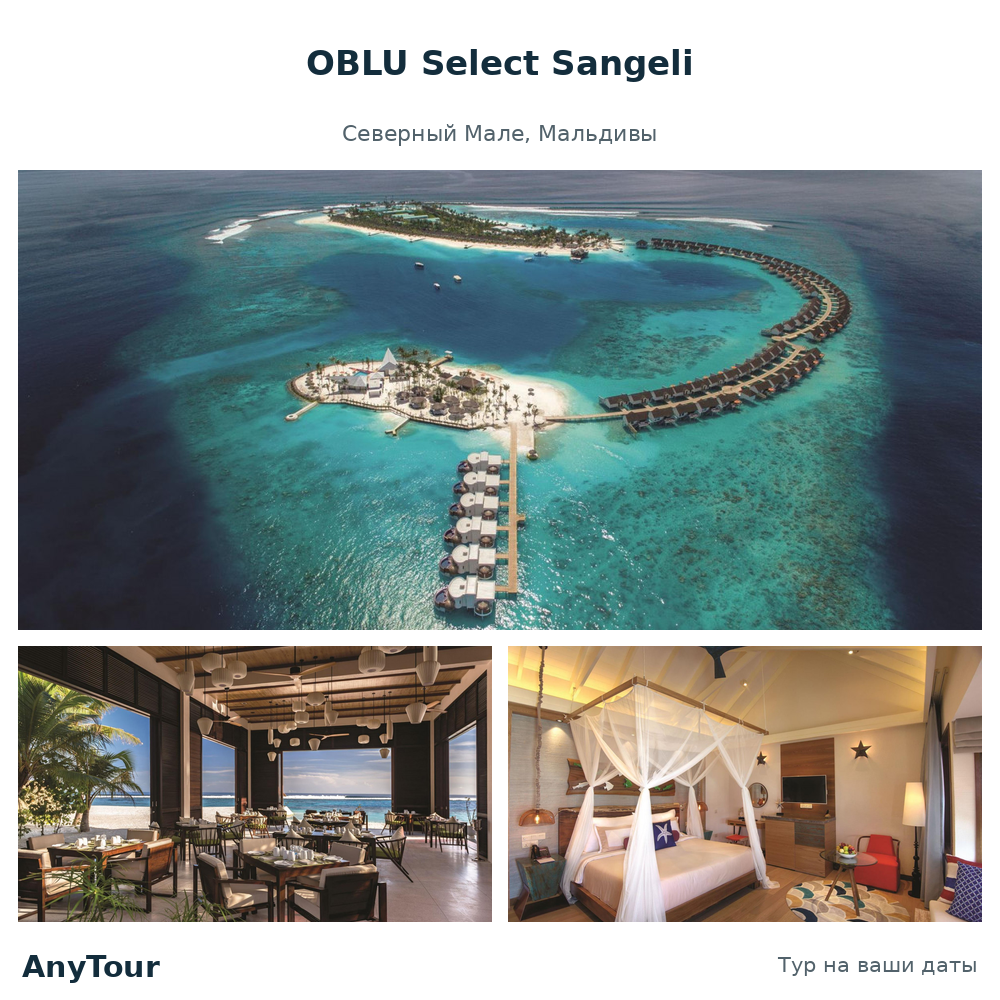 OBLU Select Sangeli
Северный Мале, Мальдивы
AnyTour
Тур на ваши даты